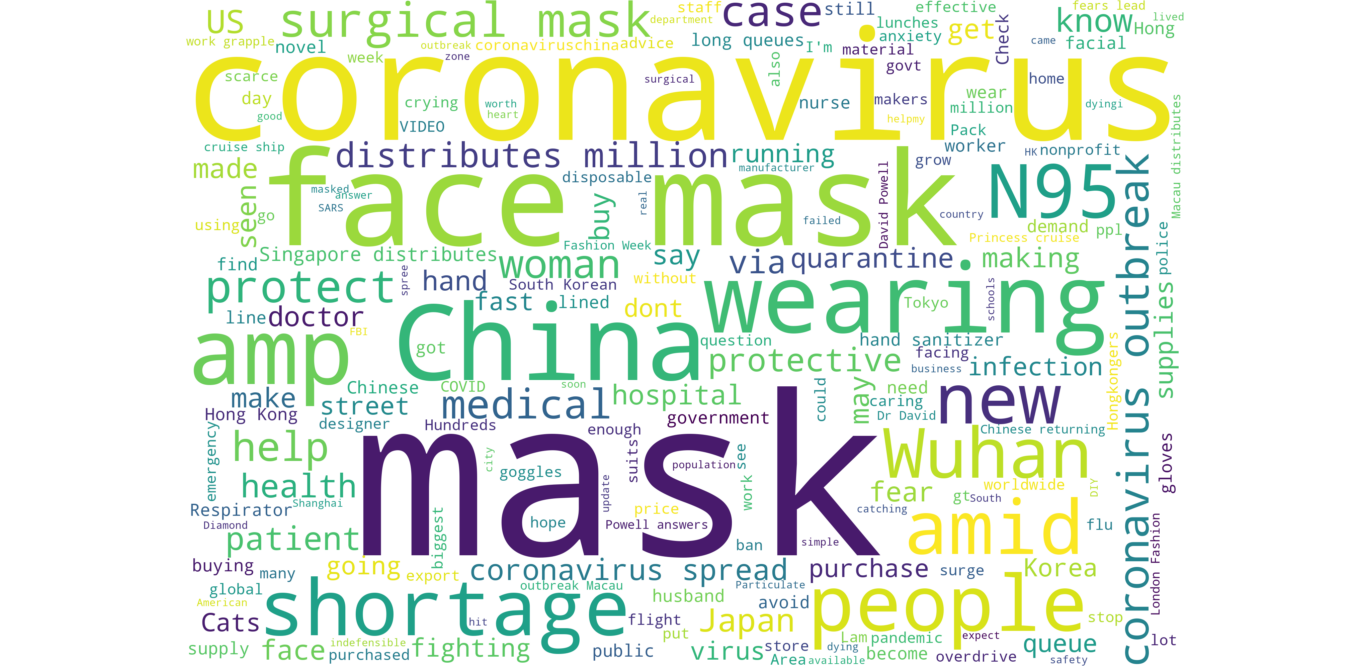 US
surgical mask
staff
department
case
still
effective
fears lead
lived
work grapple
novel
outbreak
coronaviruschina
advice
long queues
I'm
lunches
anxiety
get
Check
know
Hong
came
facial
week
zone
material
govt
coronavirus
scarce
day
good
crying
VIDEO
worth
heart
surgical
also
nurse
makers
helpmy
wear
million
home
dyingi
Pack
worker
cruise ship
distributes million
running
manufacturer
grow
HK
nonprofit
Macau distributes
made
face mask
masked
answer
SARS
disposable
real
failed
David Powell
country
N95
coronavirus outbreak
using
seen
go
buy
Fashion Week
demand
ppl
Princess cruise
police
Singapore distributes
find
spree
woman
say
via
quarantine
making
protect
hand
South Korean
without
fast
lined
dont
wearing
Tokyo
schools
supplies
line
doctor
FBI
amp
China
got
question
hand sanitizer
Hongkongers
protective
facing
business
infection
Chinese
COVID
soon
make
street
medical
hospital
could
may
need
caring
new
Hong Kong
designer
Hundreds
government
Dr David
Chinese returning
enough
help
mask
emergency
city
goggles
suits
population
see
Wuhan
gloves
health
Shanghai
update
work
fear
gt
South
worldwide
DIY
Respirator
price
catching
Diamond
hope
Powell answers
amid
flu
patient
biggest
ban
simple
London Fashion
buying
many
going
export
coronavirus spread
Particulate
purchase
surge
Korea
global
outbreak Macau
husband
avoid
American
shortage
people
stop
Cats
hit
flight
put
Japan
Lam
pandemic
expect
queue
lot
supply
face
indefensible
purchased
fighting
public
virus
store
dying
Area
available
become
overdrive
safety